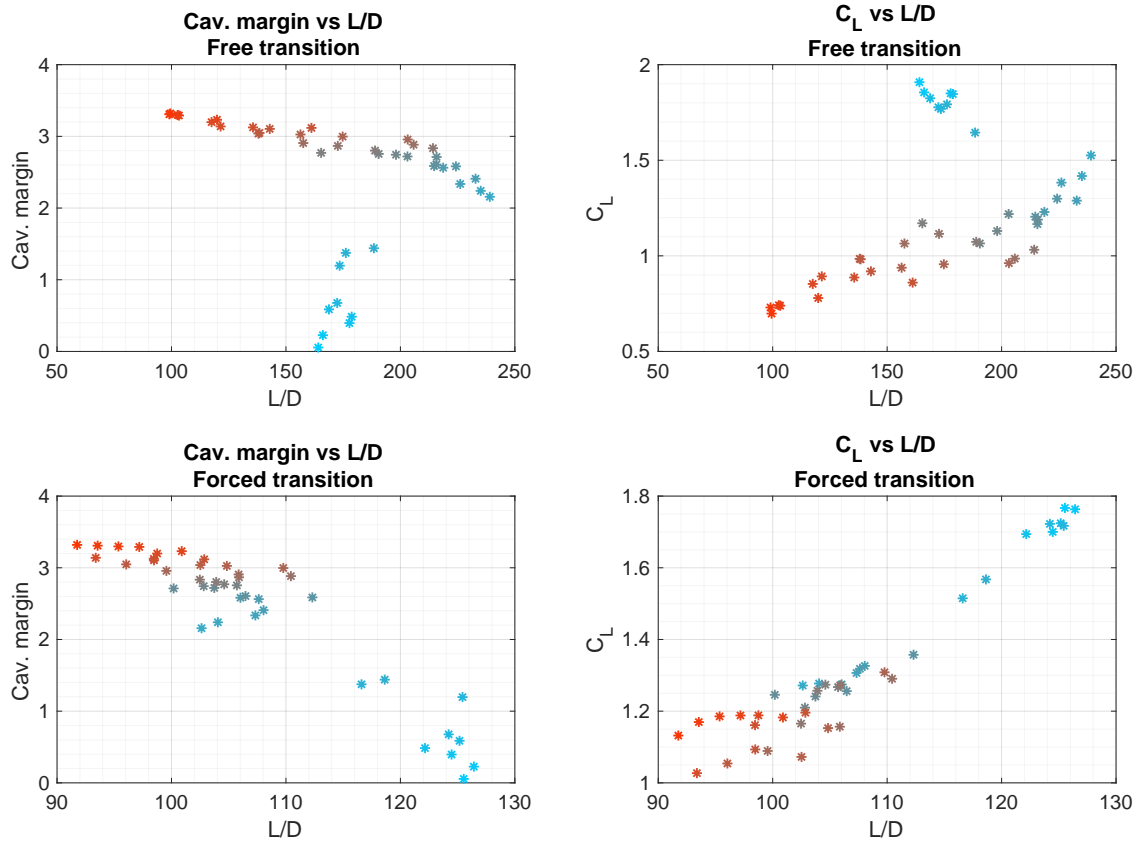 Cav. margin vs L/D
Free transition
4
3
2
1
0
Cav. margin
50 100 150 200 250
L/D
C_L vs L/D
Free transition
2
1.5
1
0.5
C_L
50 100 150 200 250
L/D
Cav. margin vs L/D
Forced transition
4
3
2
1
0
Cav. margin
90 100 110 120 130
L/D
C_L vs L/D
Forced transition
1.8
1.6
1.4
1.2
1
C_L
90 100 110 120 130
L/D